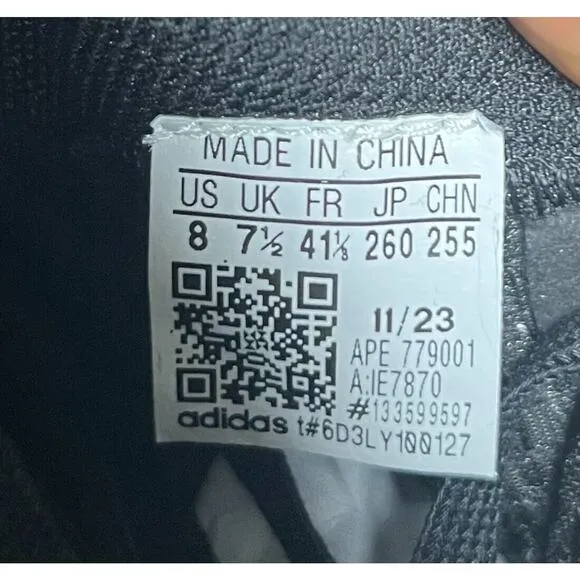 MADE IN CHINA
US UK FR JP CHN
8 7½ 41⅓ 260 255
11/23
APE 779001
A:IE7870
#133599597
adidas t#6D3LY100127